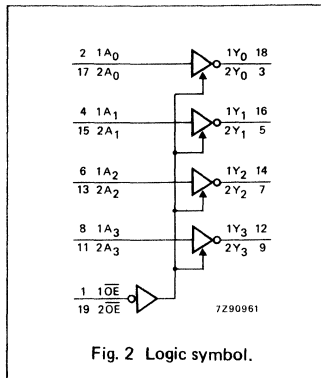 2 1A0 1Y0 18
17 2A0 2Y0 3
4 1A1 1Y1 16
15 2A1 2Y1 5
6 1A2 1Y2 14
13 2A2 2Y2 7
8 1A3 1Y3 12
11 2A3 2Y3 9
1 1O̅E̅
19 2O̅E̅
7Z90961
Fig. 2 Logic symbol.